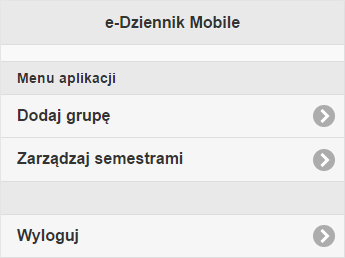 e-Dziennik Mobile
Menu aplikacji
Dodaj grupę
Zarządzaj semestrami
Wyloguj